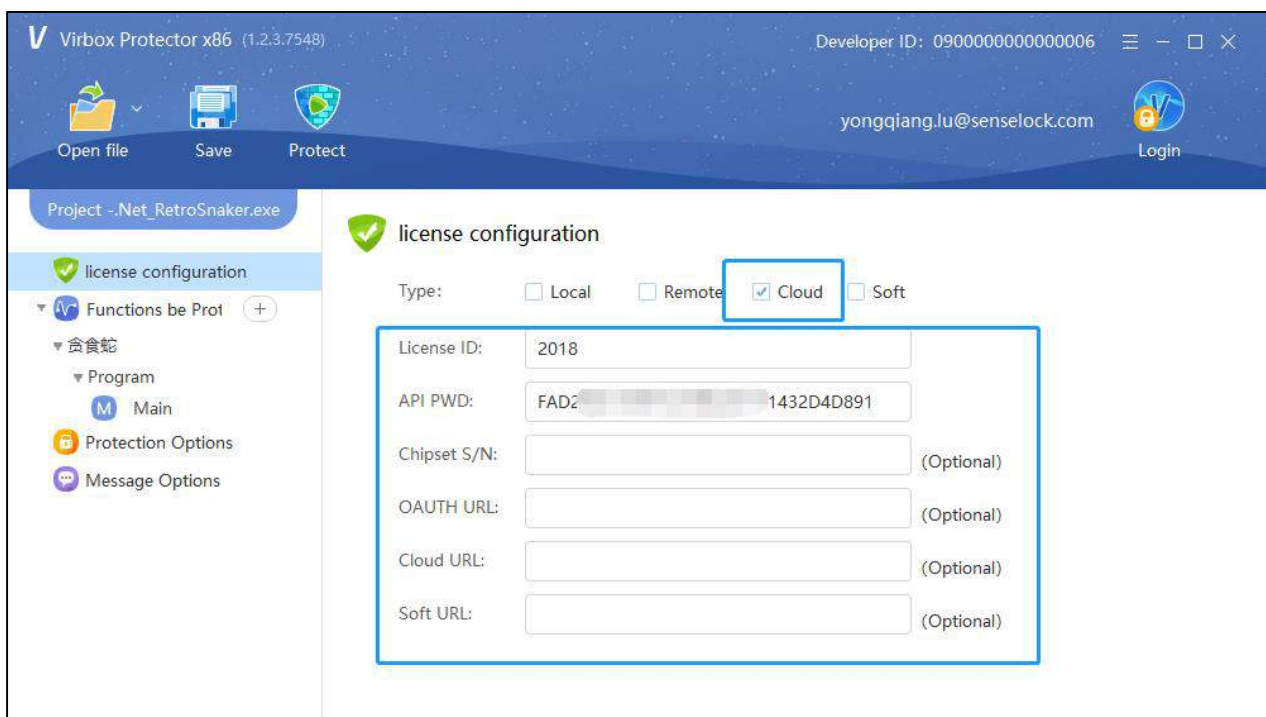 V Virbox Protector x86 (1.2.3.7548)
Developer ID: 0900000000000006
Open file
Save
Protect
yongqiang.lu@senselock.com
Login
Project -.Net_RetroSnaker.exe
license configuration
Functions be Prot
贪食蛇
Program
M Main
Protection Options
Message Options
license configuration
Type: Local Remote Cloud Soft
License ID: 2018
API PWD: FAD2 1432D4D891
Chipset S/N: (Optional)
OAUTH URL: (Optional)
Cloud URL: (Optional)
Soft URL: (Optional)